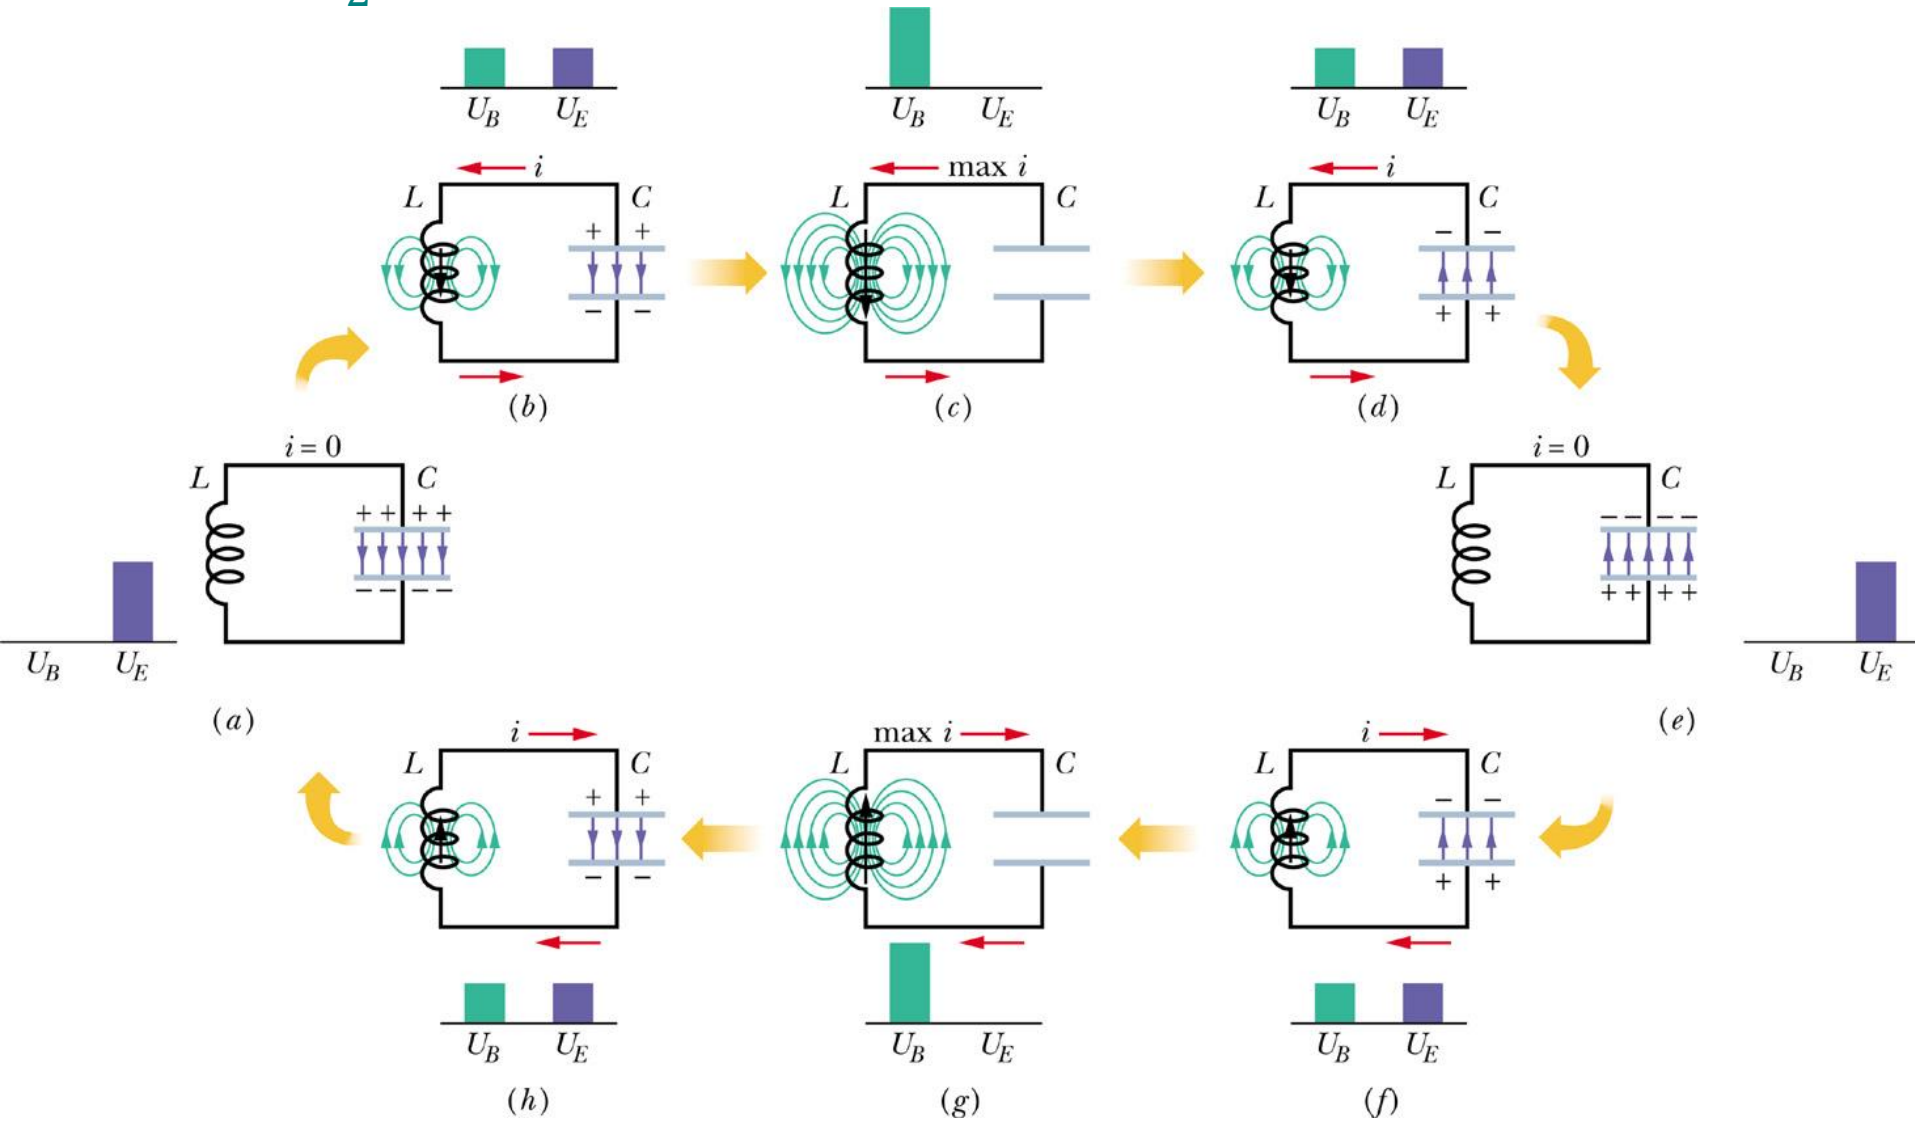 2
U_B U_E
U_B U_E
U_B U_E
i
L C
+ +
− −
(b)
max i
L C
(c)
i
L C
− −
+ +
(d)
i = 0
L C
+ + + +
− − − −
U_B U_E
(a)
i = 0
L C
− − − −
+ + + +
U_B U_E
(e)
i
L C
+ +
− −
U_B U_E
(h)
max i
L C
U_B U_E
(g)
i
L C
− −
+ +
U_B U_E
(f)